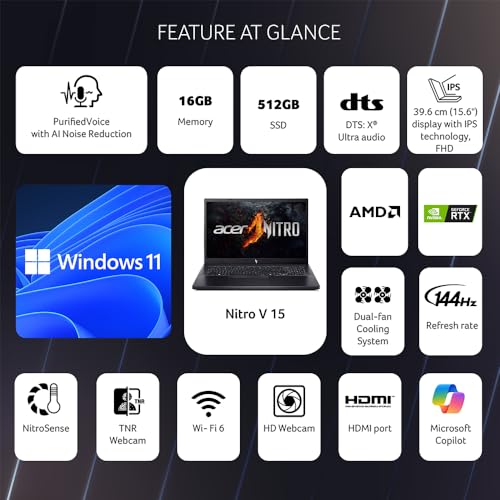 FEATURE AT GLANCE
PurifiedVoice
with AI Noise Reduction
16GB
Memory
512GB
SSD
dts
DTS: X®
Ultra audio
IPS
39.6 cm (15.6")
display with IPS
technology,
FHD
Windows 11
acer NITRO
Nitro V 15
AMD
NVIDIA
GEFORCE
RTX
Dual-fan
Cooling
System
144Hz
Refresh rate
NitroSense
TNR
TNR
Webcam
Wi- Fi 6
HD Webcam
HDMI
HDMI port
Microsoft
Copilot